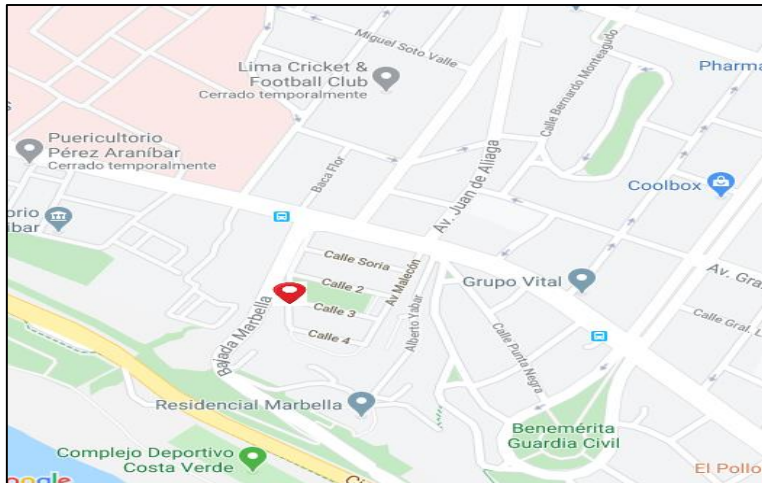 Miguel Soto Valle
Calle Bernardo Monteagudo
Lima Cricket &
Football Club
Cerrado temporalmente
Pharma
Puericultorio
Pérez Araníbar
Cerrado temporalmente
Baca Flor
Av. Juan de Aliaga
Coolbox
orio
ibar
Calle Soria
Calle 2
Av Malecón
Grupo Vital
Av. Gra
Calle 3
Calle Gral. L
Bajada Marbella
Calle 4
Alberto Yabar
Calle Punta Negra
Residencial Marbella
Benemérita
Guardia Civil
Complejo Deportivo
Costa Verde
El Pollo
Ci
ogle